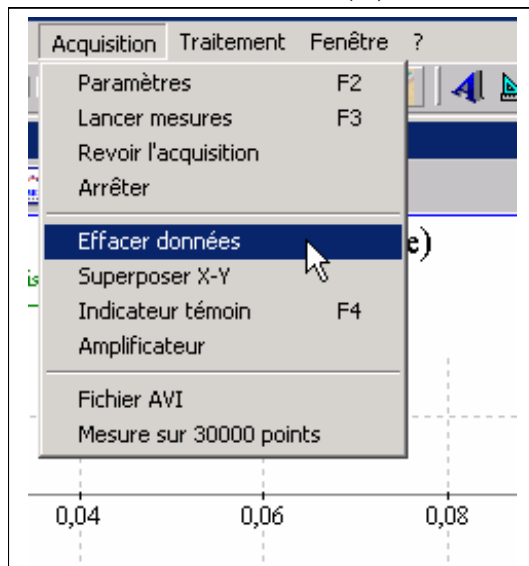 Acquisition Traitement Fenêtre ?
Paramètres F2
Lancer mesures F3
Revoir l'acquisition
Arrêter
Effacer données
Superposer X-Y
Indicateur témoin F4
Amplificateur
Fichier AVI
Mesure sur 30000 points
0,04 0,06 0,08